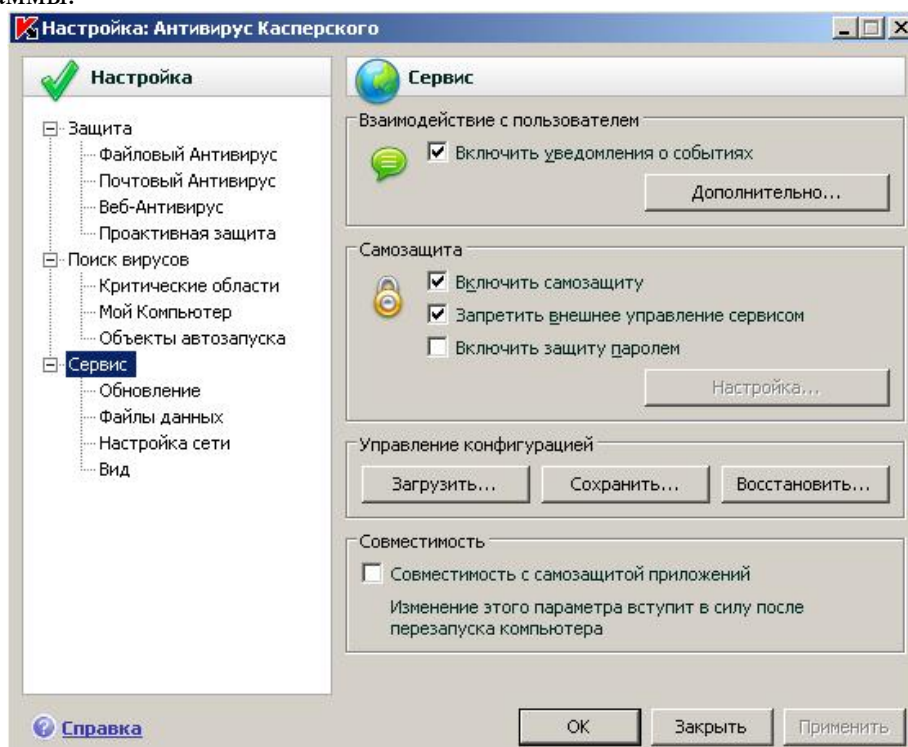 Настройка: Антивирус Касперского
Настройка
Защита
Файловый Антивирус
Почтовый Антивирус
Веб-Антивирус
Проактивная защита
Поиск вирусов
Критические области
Мой Компьютер
Объекты автозапуска
Сервис
Обновление
Файлы данных
Настройка сети
Вид
Справка
Сервис
Взаимодействие с пользователем
Включить уведомления о событиях
Дополнительно...
Самозащита
Включить самозащиту
Запретить внешнее управление сервисом
Включить защиту паролем
Настройка...
Управление конфигурацией
Загрузить... Сохранить... Восстановить...
Совместимость
Совместимость с самозащитой приложений
Изменение этого параметра вступит в силу после
перезапуска компьютера
ОК Закрыть Применить